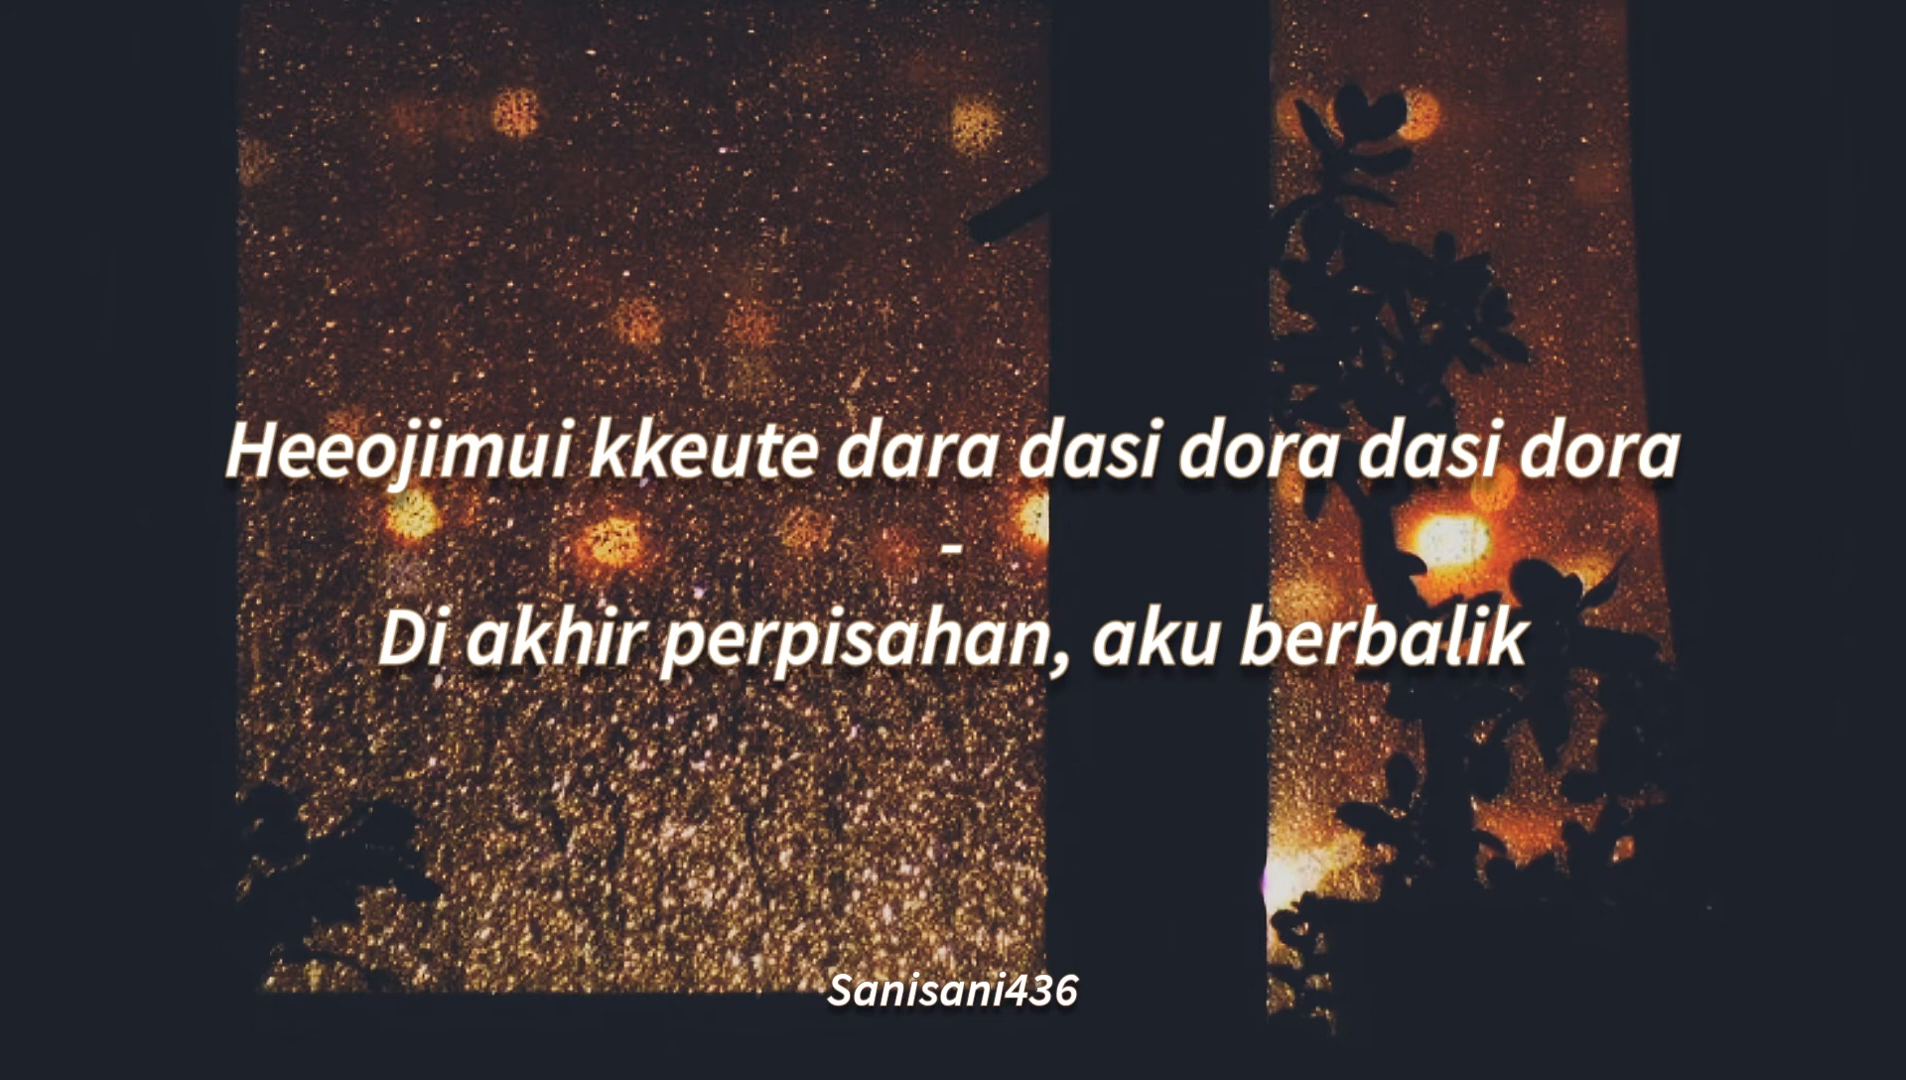 Heeojimui kkeute dara dasi dora dasi dora
-
Di akhir perpisahan, aku berbalik
Sanisani436